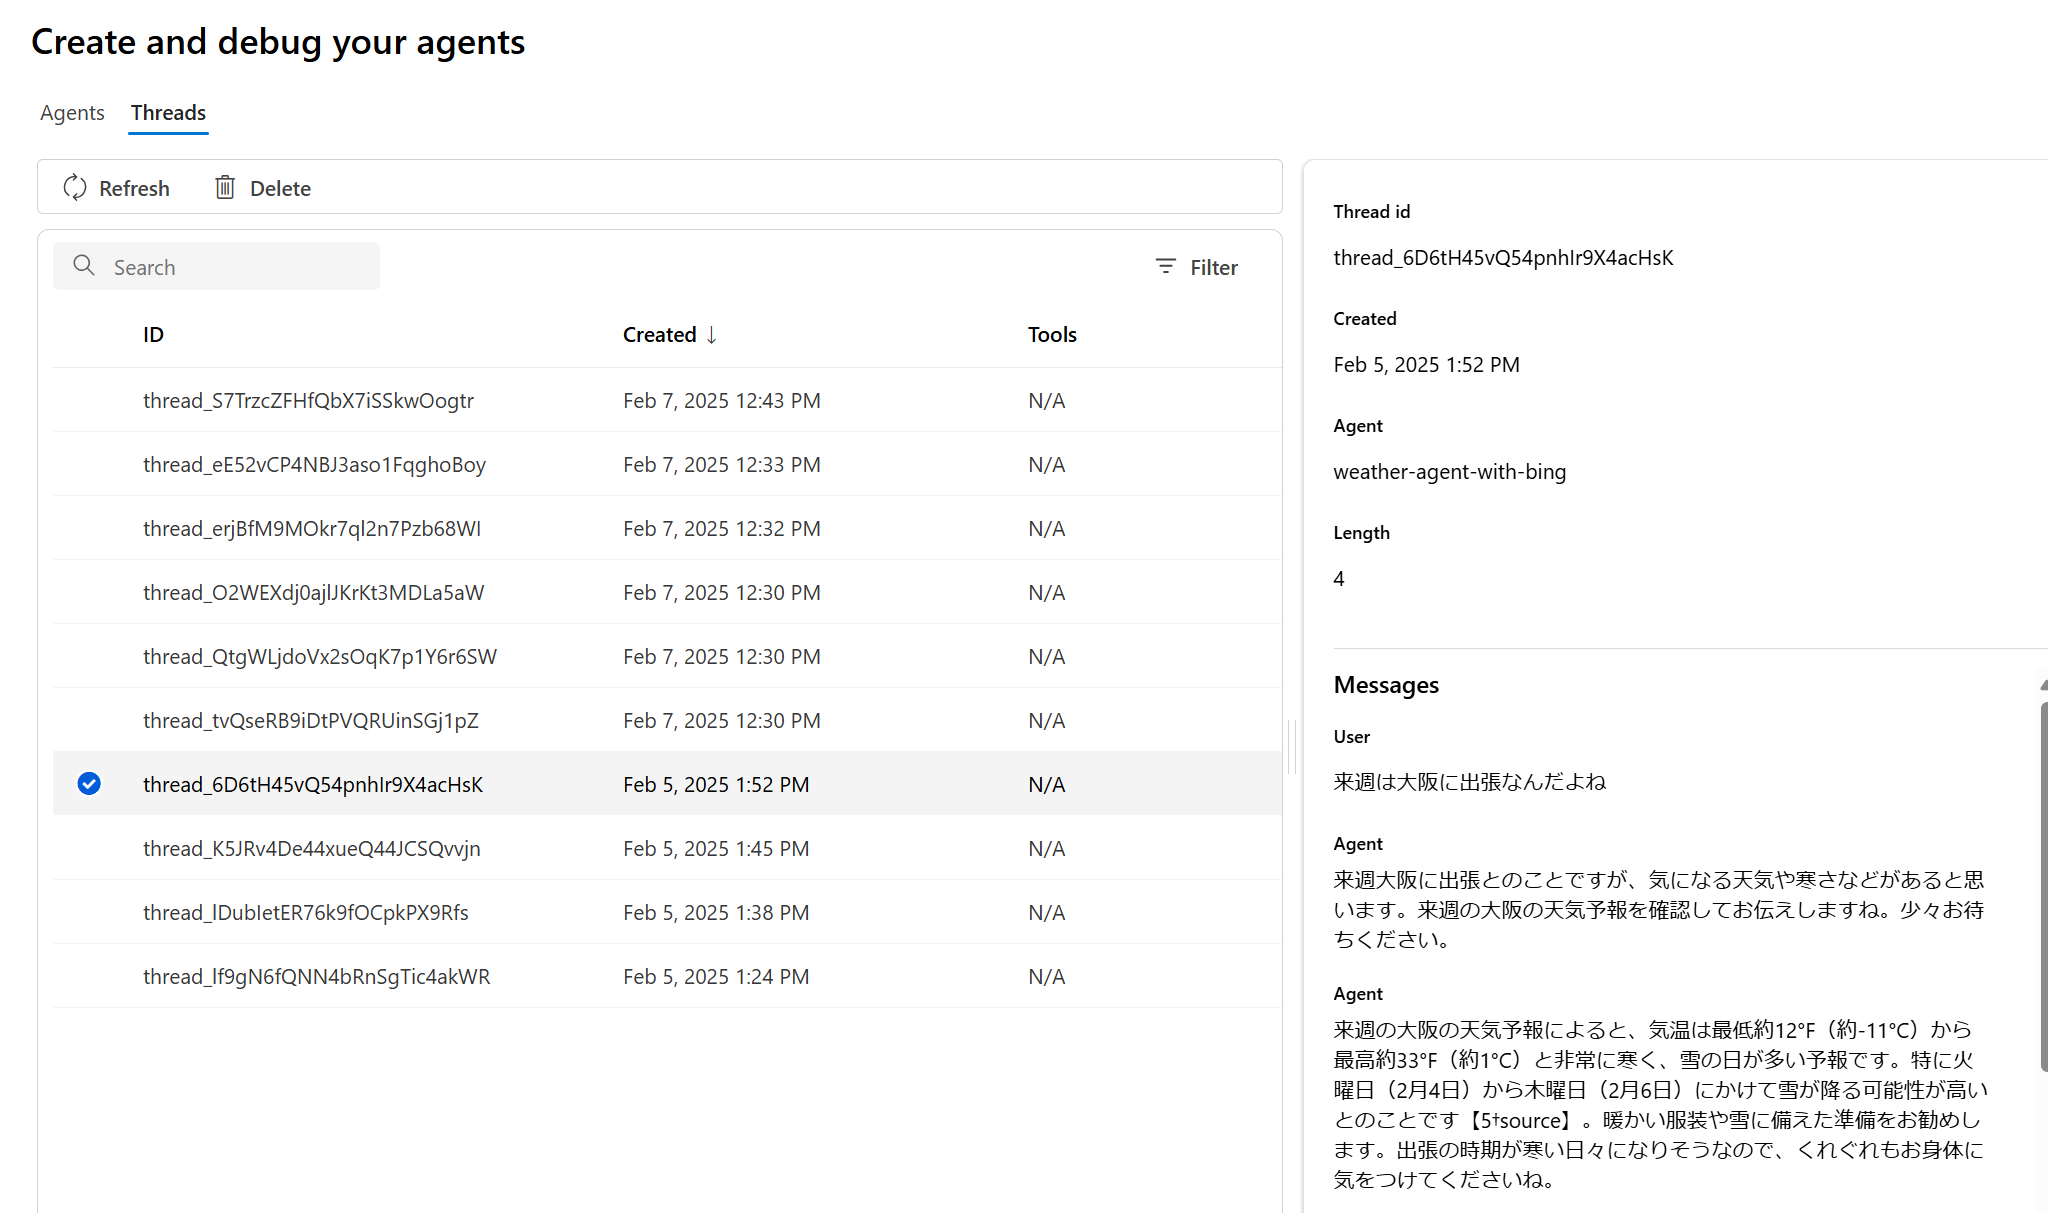 Create and debug your agents
Agents Threads
Refresh Delete
Search Filter
ID Created ↓ Tools
thread_S7TrzcZFHfQbX7iSSkwOogtr Feb 7, 2025 12:43 PM N/A
thread_eE52vCP4NBJ3aso1FqghoBoy Feb 7, 2025 12:33 PM N/A
thread_erjBfM9MOkr7ql2n7Pzb68WI Feb 7, 2025 12:32 PM N/A
thread_O2WEXdj0ajlJKrKt3MDLa5aW Feb 7, 2025 12:30 PM N/A
thread_QtgWLjdoVx2sOqK7p1Y6r6SW Feb 7, 2025 12:30 PM N/A
thread_tvQseRB9iDtPVQRUinSGj1pZ Feb 7, 2025 12:30 PM N/A
thread_6D6tH45vQ54pnhIr9X4acHsK Feb 5, 2025 1:52 PM N/A
thread_K5JRv4De44xueQ44JCSQvvjn Feb 5, 2025 1:45 PM N/A
thread_lDubIetER76k9fOCpkPX9Rfs Feb 5, 2025 1:38 PM N/A
thread_lf9gN6fQNN4bRnSgTic4akWR Feb 5, 2025 1:24 PM N/A
Thread id
thread_6D6tH45vQ54pnhIr9X4acHsK
Created
Feb 5, 2025 1:52 PM
Agent
weather-agent-with-bing
Length
4
Messages
User
来週は大阪に出張なんだよね
Agent
来週大阪に出張とのことですが、気になる天気や寒さなどがあると思
います。来週の大阪の天気予報を確認してお伝えしますね。少々お待
ちください。
Agent
来週の大阪の天気予報によると、気温は最低約12°F（約-11°C）から
最高約33°F（約1°C）と非常に寒く、雪の日が多い予報です。特に火
曜日（2月4日）から木曜日（2月6日）にかけて雪が降る可能性が高い
とのことです【5†source】。暖かい服装や雪に備えた準備をお勧めし
ます。出張の時期が寒い日々になりそうなので、くれぐれもお身体に
気をつけてくださいね。